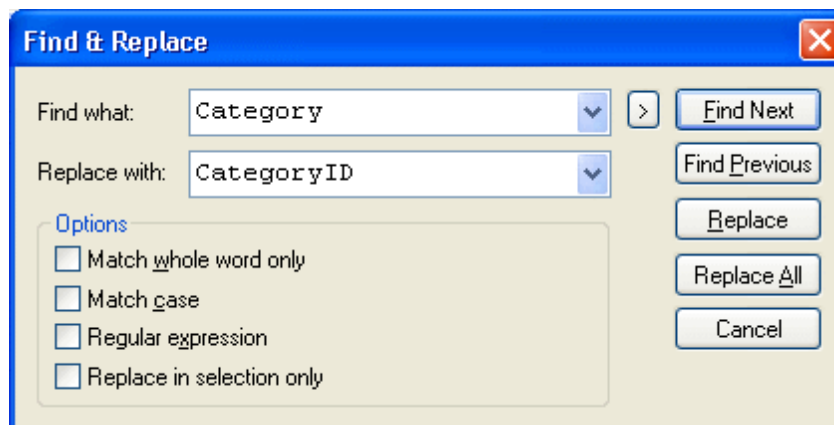 Find & Replace
Find what: Category > Find Next
Replace with: CategoryID Find Previous
Options
Replace
Match whole word only
Match case
Replace All
Regular expression
Cancel
Replace in selection only